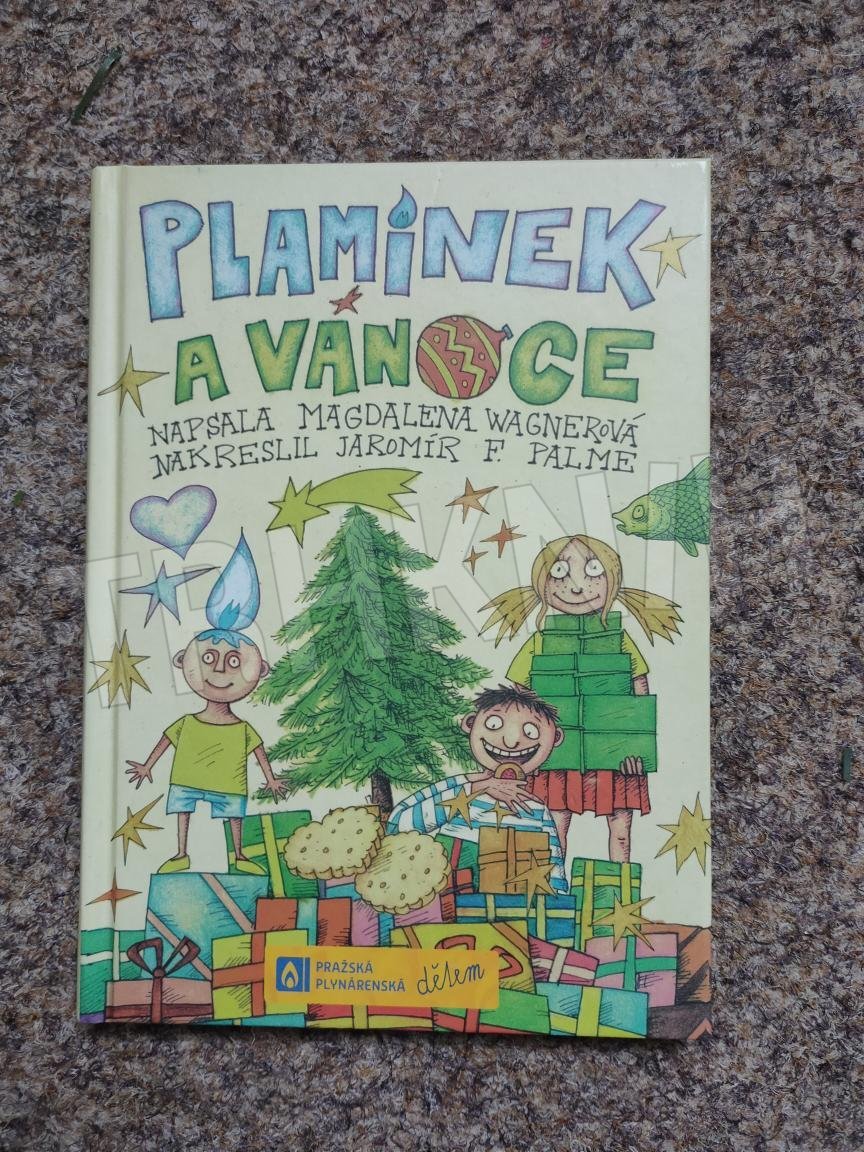 PLAMÍNEK
A VÁNOCE
NAPSALA MAGDALENA WAGNEROVÁ
NAKRESLIL JAROMÍR F. PALME
PRAŽSKÁ
PLYNÁRENSKÁ
dětem